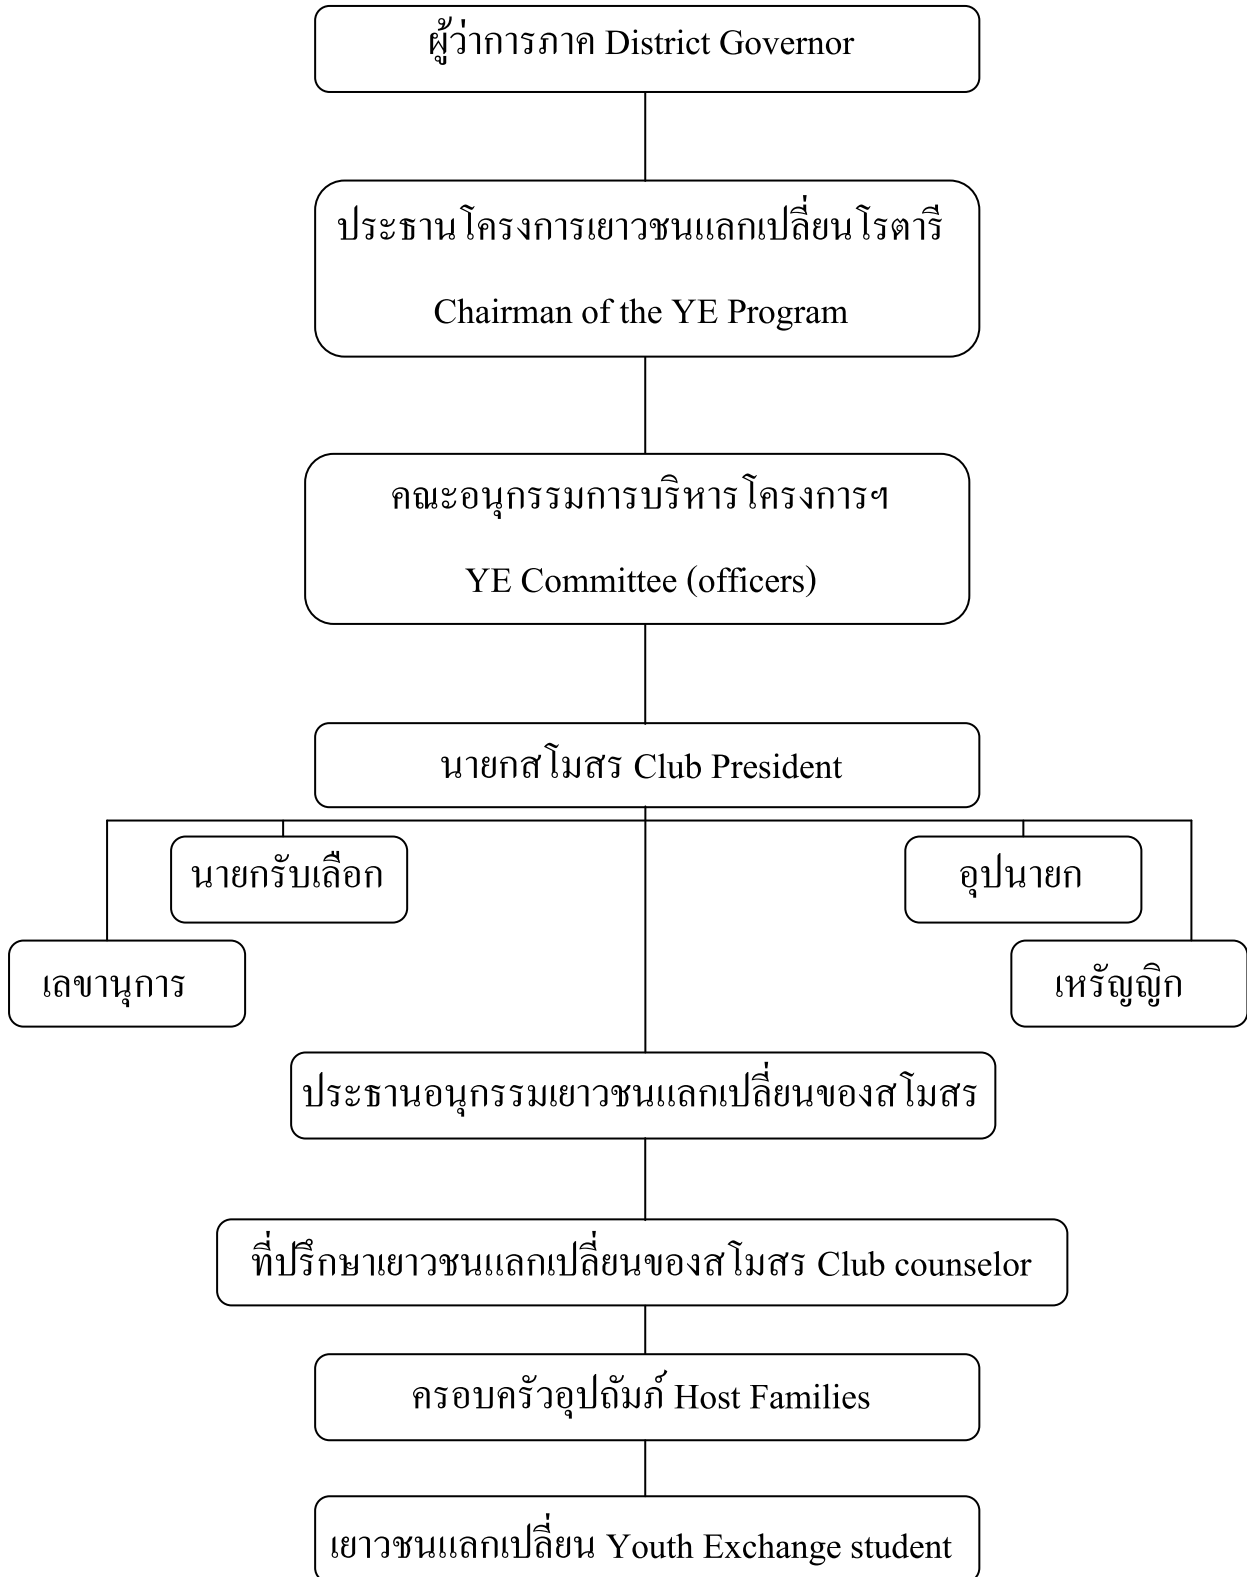 ผู้ว่าการภาค District Governor
ประธานโครงการเยาวชนแลกเปลี่ยนโรตารี
Chairman of the YE Program
คณะอนุกรรมการบริหารโครงการฯ
YE Committee (officers)
นายกสโมสร Club President
นายกรับเลือก
อุปนายก
เลขานุการ
เหรัญญิก
ประธานอนุกรรมเยาวชนแลกเปลี่ยนของสโมสร
ที่ปรึกษาเยาวชนแลกเปลี่ยนของสโมสร Club counselor
ครอบครัวอุปถัมภ์ Host Families
เยาวชนแลกเปลี่ยน Youth Exchange student